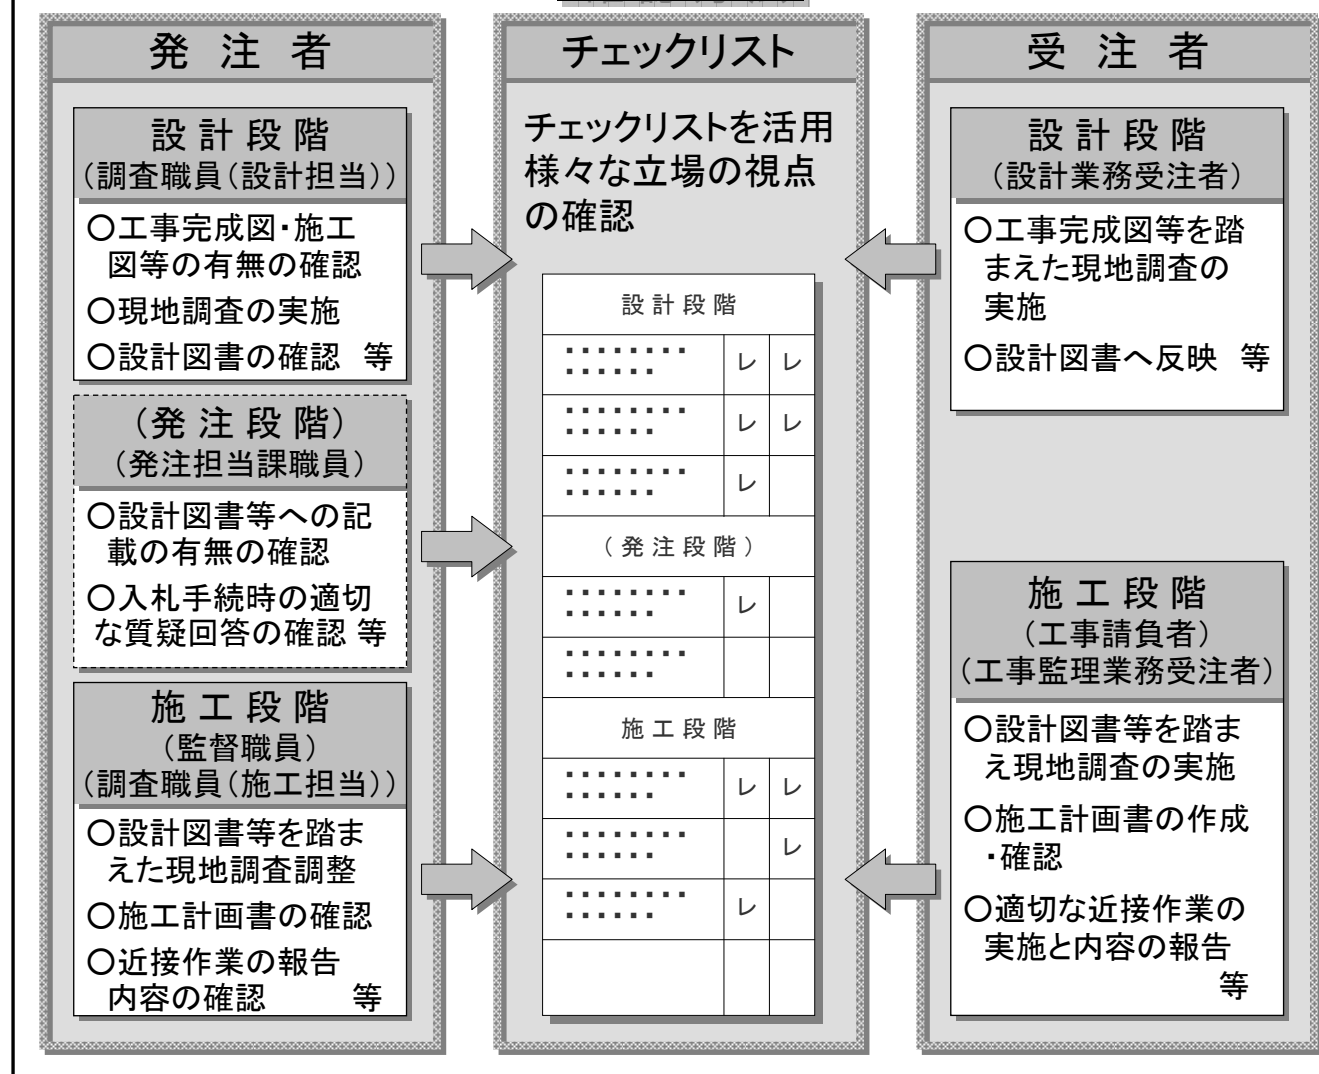 発 注 者
設 計 段 階
（調査職員（設計担当））
〇工事完成図・施工
図等の有無の確認
〇現地調査の実施
〇設計図書の確認　等
（発 注 段 階）
（発注担当課職員）
〇設計図書等への記
載の有無の確認
〇入札手続時の適切
な質疑回答の確認 等
施 工 段 階
（監督職員）
（調査職員（施工担当））
〇設計図書等を踏ま
えた現地調査調整
〇施工計画書の確認
〇近接作業の報告
内容の確認　等
チェックリスト
チェックリストを活用
様々な立場の視点
の確認
設 計 段 階
・・・・・・・・ レ レ
・・・・・・
・・・・・・・・ レ レ
・・・・・・
・・・・・・・・ レ
・・・・・・
（ 発 注 段 階 ）
・・・・・・・・ レ
・・・・・・
・・・・・・・・
・・・・・・
施 工 段 階
・・・・・・・・ レ レ
・・・・・・
・・・・・・・・ レ
・・・・・・
・・・・・・・・ レ
・・・・・・
受 注 者
設 計 段 階
（設計業務受注者）
〇工事完成図等を踏
まえた現地調査の
実施
〇設計図書へ反映　等
施 工 段 階
（工事請負者）
（工事監理業務受注者）
〇設計図書等を踏ま
え現地調査の実施
〇施工計画書の作成
・確認
〇適切な近接作業の
実施と内容の報告
等